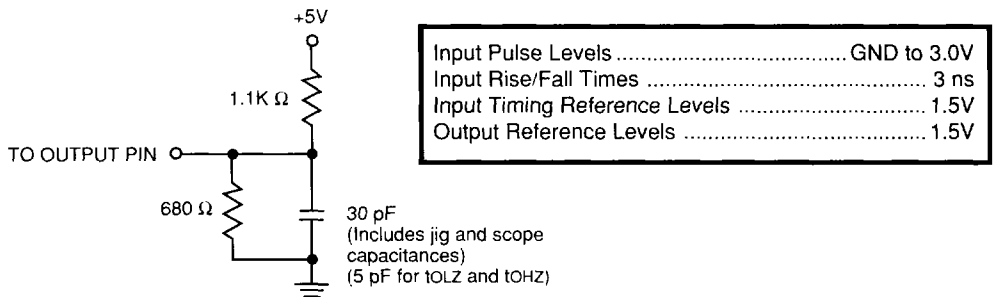 +5V
1.1K Ω
TO OUTPUT PIN
680 Ω
30 pF
(Includes jig and scope
capacitances)
(5 pF for tOLZ and tOHZ)
Input Pulse Levels ..................................... GND to 3.0V
Input Rise/Fall Times ............................................. 3 ns
Input Timing Reference Levels .............................. 1.5V
Output Reference Levels ....................................... 1.5V